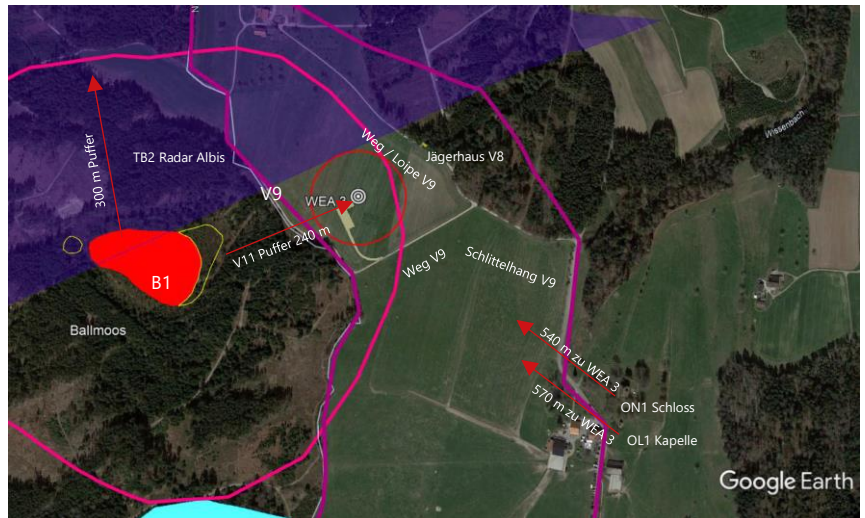 N
300 m Puffer
TB2 Radar Albis
Weg / Loipe V9
Jägerhaus V8
Wissenbach
V9
WEA 3
V11 Puffer 240 m
Weg V9
Schlittelhang V9
B1
Ballmoos
540 m zu WEA 3
570 m zu WEA 3
ON1 Schloss
OL1 Kapelle
Google Earth